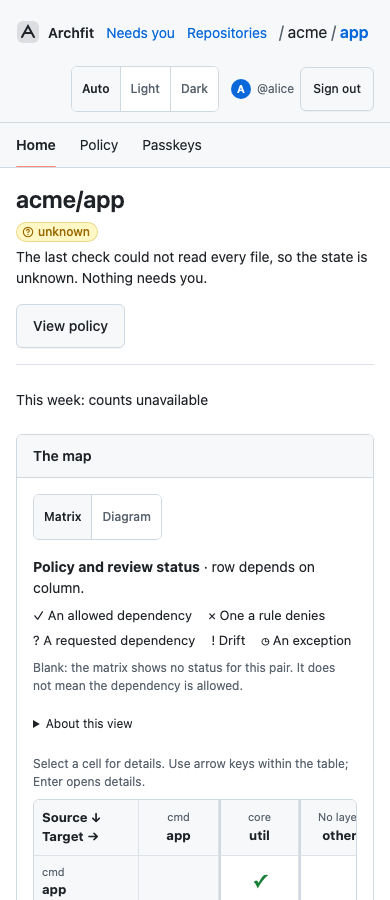 Archfit Needs you Repositories / acme / app
Auto Light Dark A @alice Sign out
Home Policy Passkeys
acme/app
? unknown
The last check could not read every file, so the state is
unknown. Nothing needs you.
View policy
This week: counts unavailable
The map
Matrix Diagram
Policy and review status · row depends on
column.
✓ An allowed dependency × One a rule denies
? A requested dependency ! Drift ◷ An exception
Blank: the matrix shows no status for this pair. It does
not mean the dependency is allowed.
▶ About this view
Select a cell for details. Use arrow keys within the table;
Enter opens details.
Source ↓ cmd core No laye
Target → app util other
cmd
app ✓